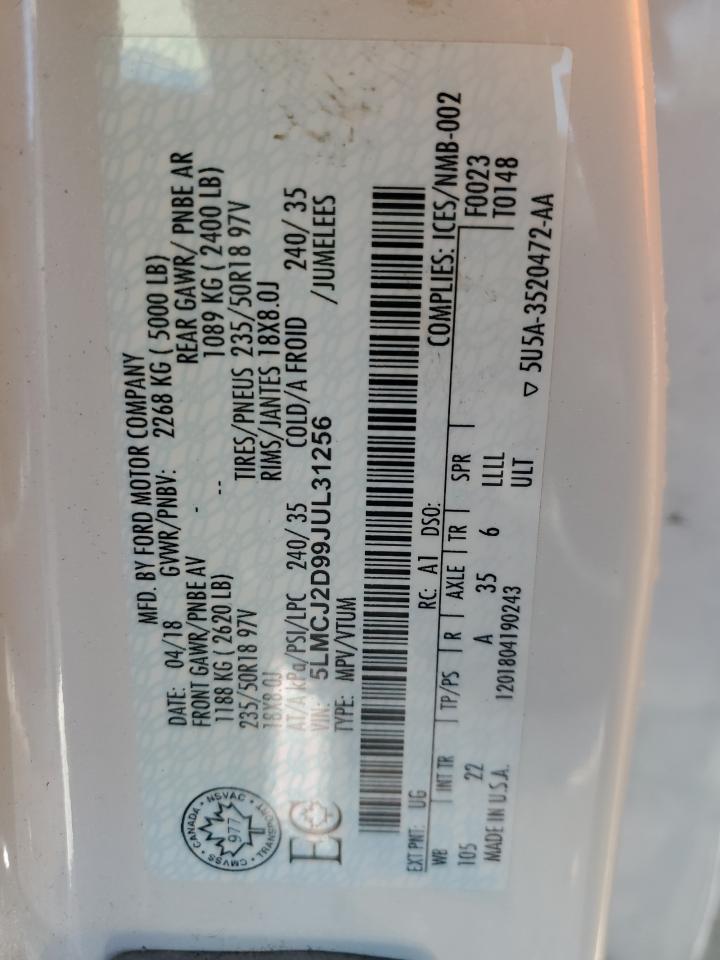 MFD. BY FORD MOTOR COMPANY
DATE: 04/18 GVWR/PNBV: 2268 KG ( 5000 LB)
FRONT GAWR/PNBE AV - REAR GAWR/ PNBE AR
1188 KG ( 2620 LB) -- 1089 KG ( 2400 LB)
235/50R18 97V TIRES/PNEUS 235/50R18 97V
18X8.0J RIMS/JANTES 18X8.0J
AT/A kPa/PSI/LPC 240/ 35 COLD/A FROID 240/ 35
VIN: 5LMCJ2D99JUL31256 /JUMELEES
TYPE: MPV/VTUM
CANADA • NSVAC • TRANSPORT • CMVSS
977
EC
EXT PNT: UG RC: A1 DSO: COMPLIES: ICES/NMB-002
WB INT TR TP/PS R AXLE TR SPR F0023
105 22 A 35 6 LLLL T0148
MADE IN U.S.A. 1201804190243 ULT
▽ 5U5A-3520472-AA